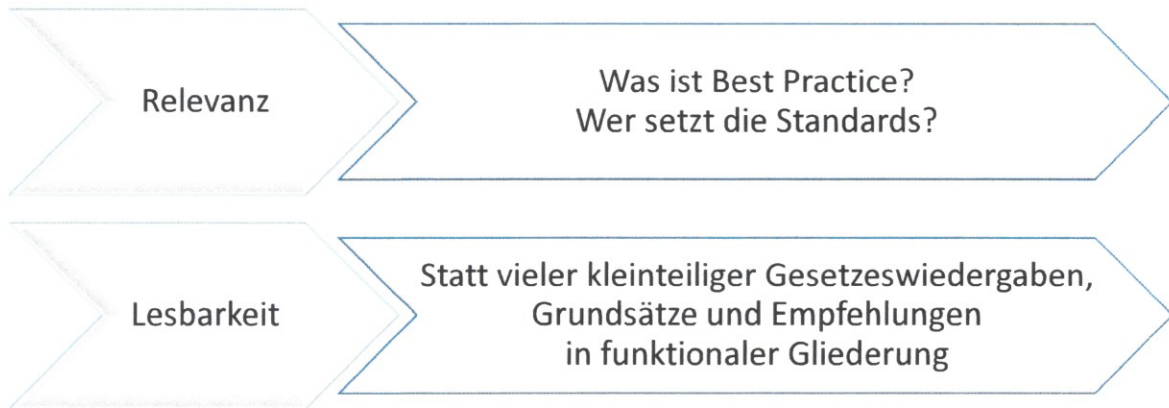 Relevanz
Was ist Best Practice?
Wer setzt die Standards?
Lesbarkeit
Statt vieler kleinteiliger Gesetzeswiedergaben,
Grundsätze und Empfehlungen
in funktionaler Gliederung